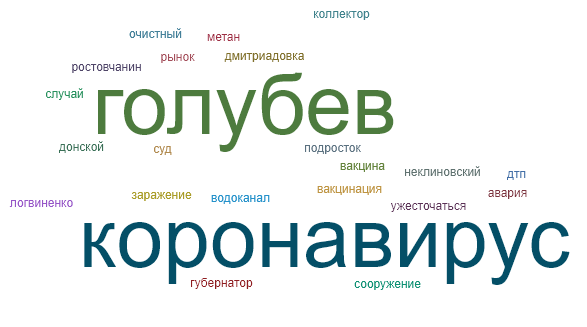 коллектор
очистный
метан
рынок
дмитриадовка
ростовчанин
случай
голубев
донской
суд
подросток
вакцина
неклиновский
дтп
логвиненко
заражение
водоканал
вакцинация
авария
ужесточаться
коронавирус
губернатор
сооружение